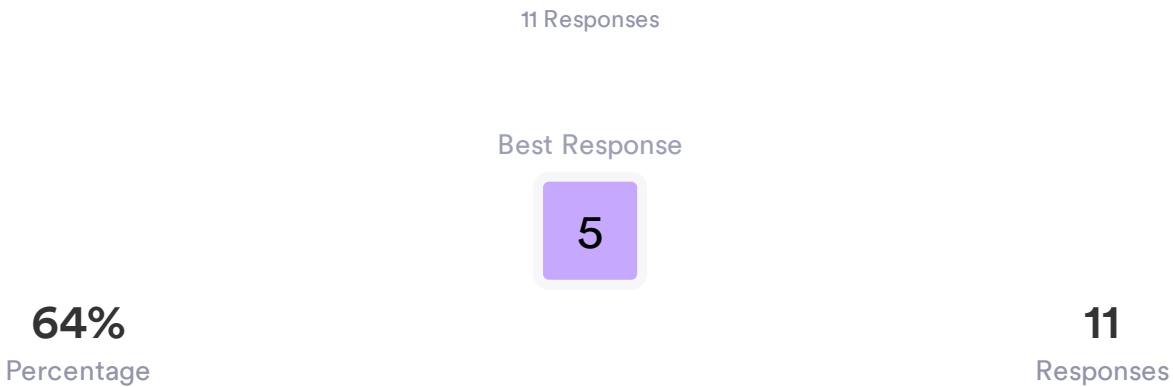 11 Responses
Best Response
5
64%
Percentage
11
Responses